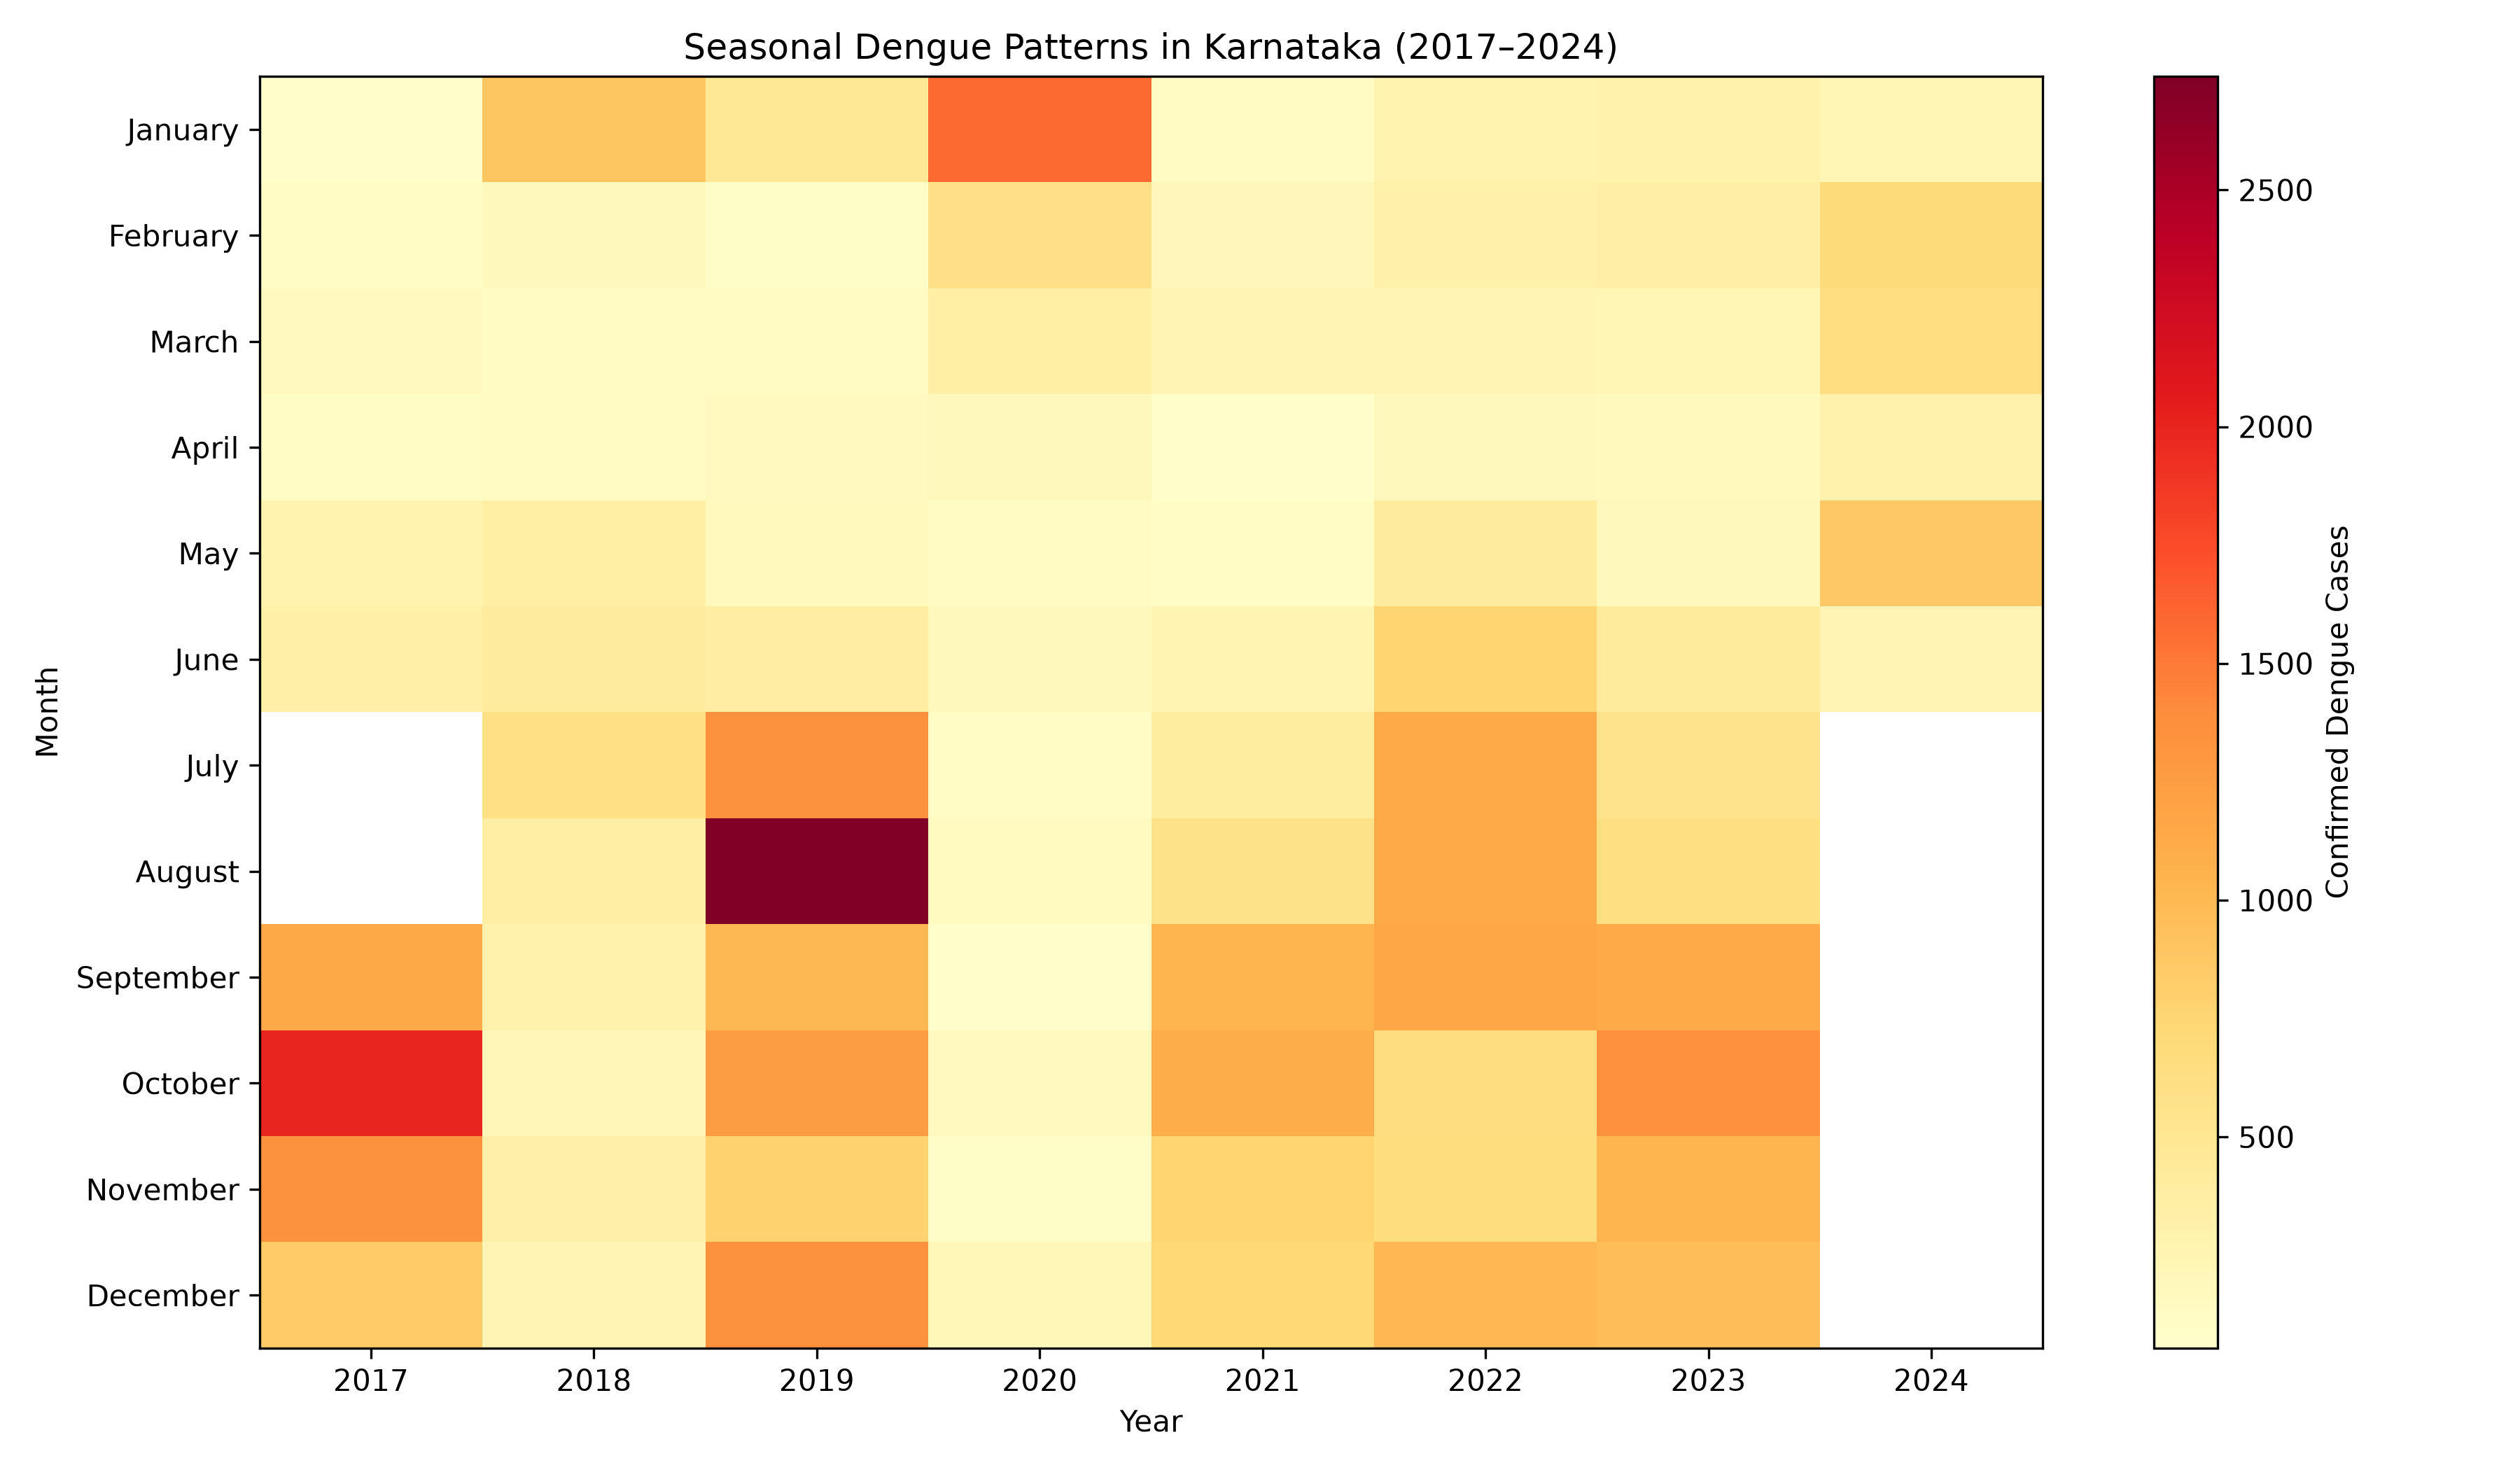 Seasonal Dengue Patterns in Karnataka (2017–2024)
January
February
March
April
May
June
July
August
September
October
November
December
Month
2017 2018 2019 2020 2021 2022 2023 2024
Year
2500
2000
1500
1000
500
Confirmed Dengue Cases